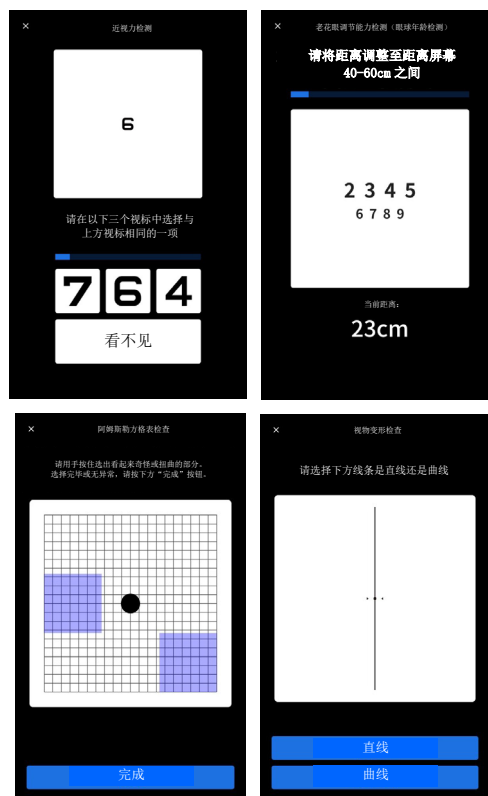 × 近视力检测
6
请在以下三个视标中选择与
上方视标相同的一项
7 6 4
看不见
× 老花眼调节能力检测（眼球年龄检测）
请将距离调整至距离屏幕
40-60cm 之间
2 3 4 5
6 7 8 9
当前距离:
23cm
× 阿姆斯勒方格表检查
请用手按住选出看起来奇怪或扭曲的部分。
选择完毕或无异常，请按下方“完成”按钮。
完成
× 视物变形检查
请选择下方线条是直线还是曲线
直线
曲线